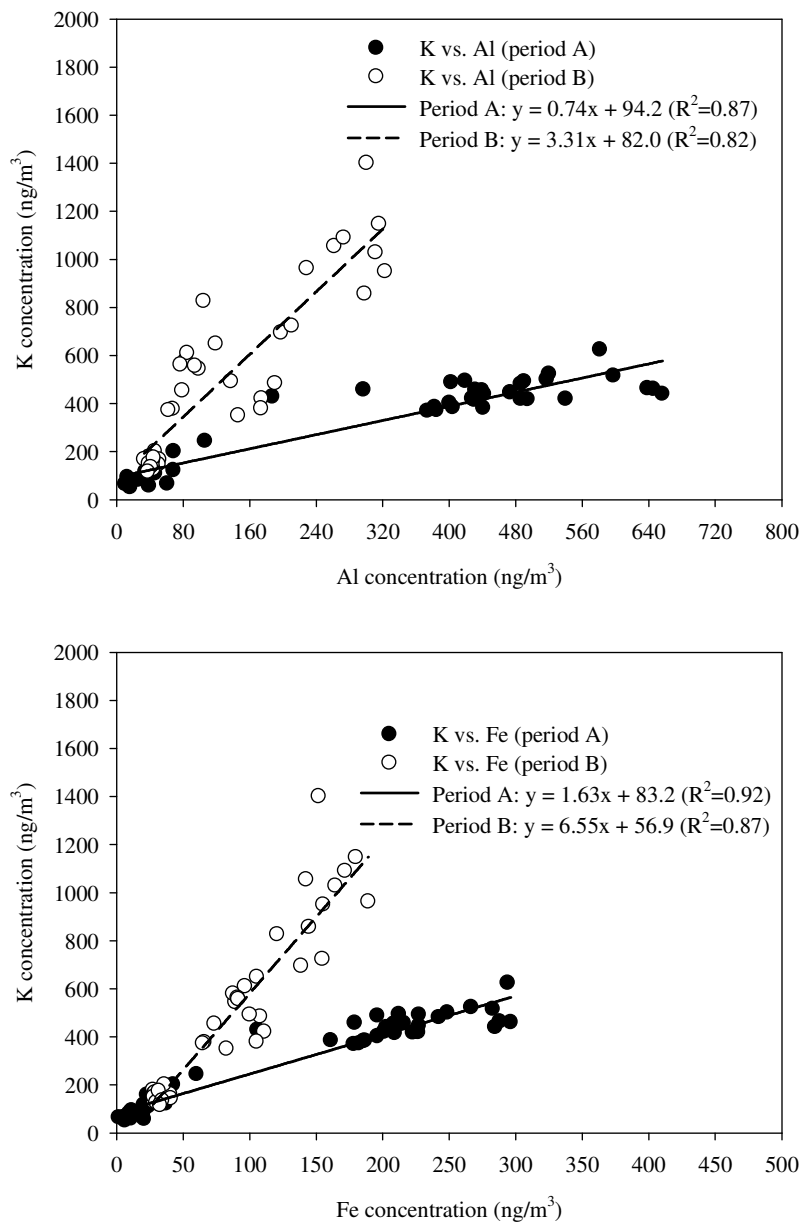 2000
1800
1600
1400
1200
1000
800
600
400
200
0
K concentration (ng/m³)
K vs. Al (period A)
K vs. Al (period B)
Period A: y = 0.74x + 94.2 (R²=0.87)
Period B: y = 3.31x + 82.0 (R²=0.82)
0 80 160 240 320 400 480 560 640 720 800
Al concentration (ng/m³)
2000
1800
1600
1400
1200
1000
800
600
400
200
0
K concentration (ng/m³)
K vs. Fe (period A)
K vs. Fe (period B)
Period A: y = 1.63x + 83.2 (R²=0.92)
Period B: y = 6.55x + 56.9 (R²=0.87)
0 50 100 150 200 250 300 350 400 450 500
Fe concentration (ng/m³)